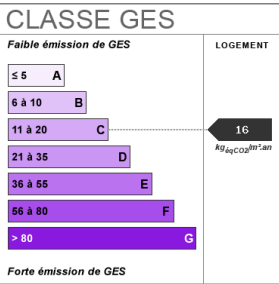 CLASSE GES
Faible émission de GES
LOGEMENT
≤ 5 A
6 à 10 B
11 à 20 C
16
kgéqCO2/m².an
21 à 35 D
36 à 55 E
56 à 80 F
> 80 G
Forte émission de GES